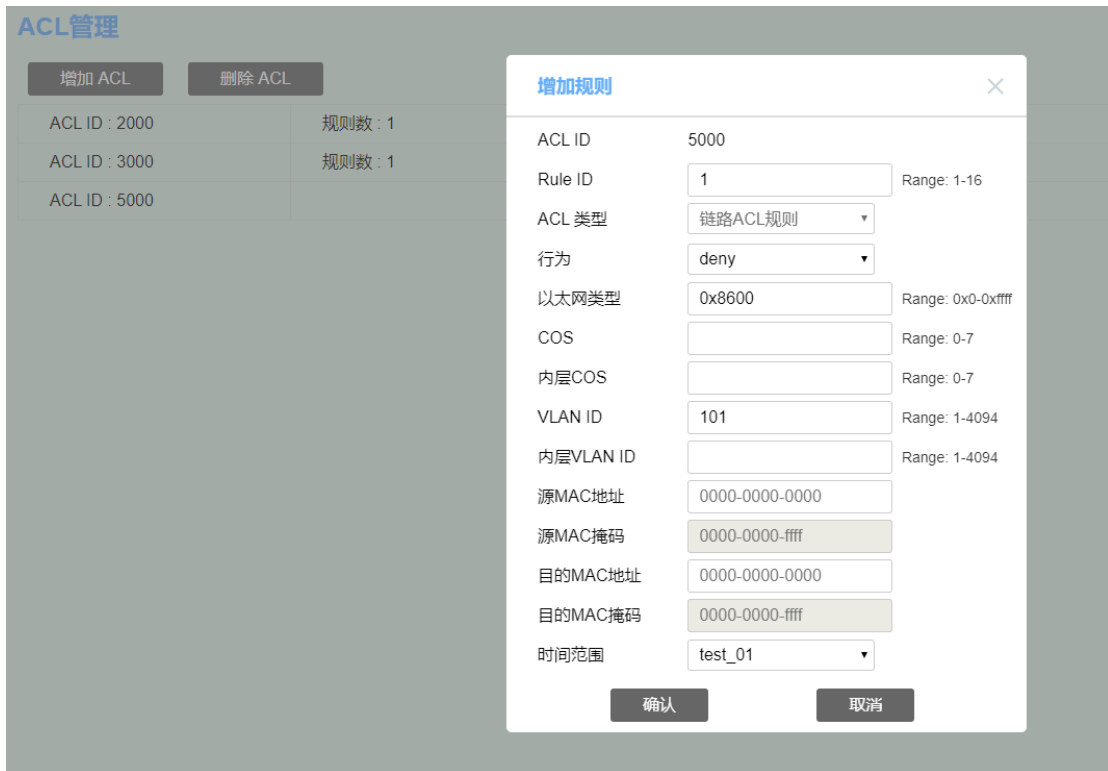 ACL管理
增加 ACL 删除 ACL
ACL ID : 2000 规则数 : 1
ACL ID : 3000 规则数 : 1
ACL ID : 5000
增加规则
ACL ID 5000
Rule ID 1 Range: 1-16
ACL 类型 链路ACL规则
行为 deny
以太网类型 0x8600 Range: 0x0-0xffff
COS Range: 0-7
内层COS Range: 0-7
VLAN ID 101 Range: 1-4094
内层VLAN ID Range: 1-4094
源MAC地址 0000-0000-0000
源MAC掩码 0000-0000-ffff
目的MAC地址 0000-0000-0000
目的MAC掩码 0000-0000-ffff
时间范围 test_01
确认 取消